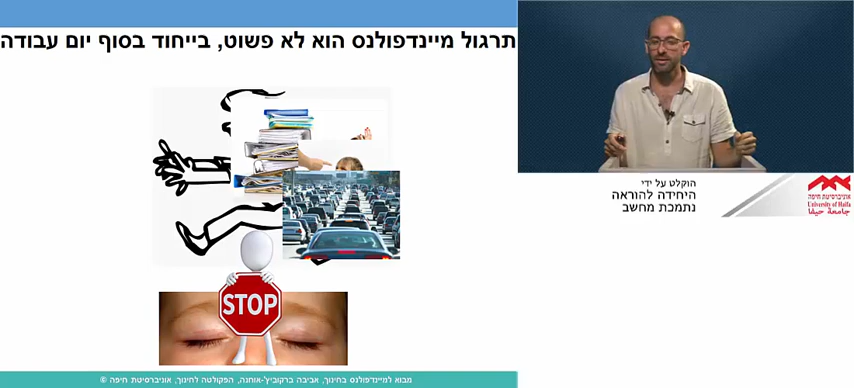 תרגול מיינדפולנס הוא לא פשוט, בייחוד בסוף יום עבודה
STOP
מבוא למיינדפולנס בחינוך, אביבה ברקוביץ'-אוחנה, הפקולטה לחינוך, אוניברסיטת חיפה ©
הוקלט על ידי
היחידה להוראה
נתמכת מחשב
אוניברסיטת חיפה
University of Haifa
جامعة حيفا